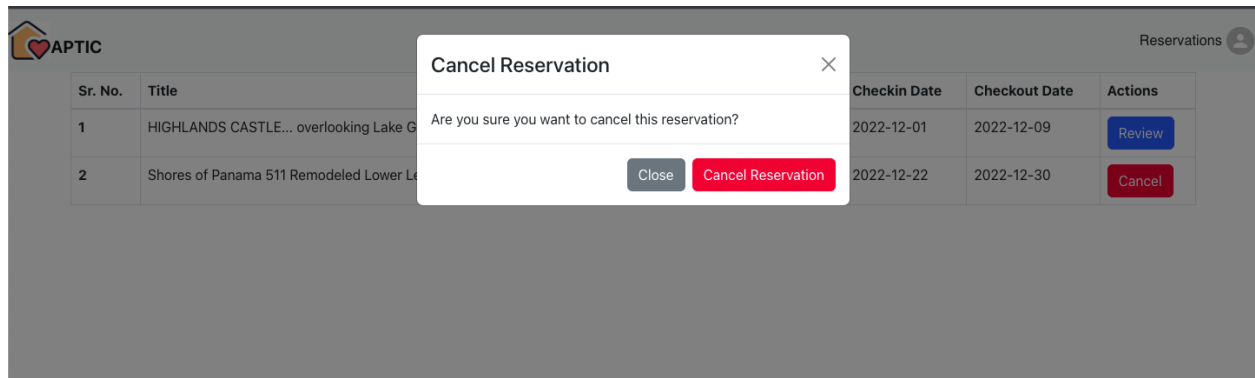 APTIC
Reservations
Cancel Reservation
Are you sure you want to cancel this reservation?
Close Cancel Reservation
Sr. No. Title Checkin Date Checkout Date Actions
1 HIGHLANDS CASTLE... overlooking Lake G 2022-12-01 2022-12-09 Review
2 Shores of Panama 511 Remodeled Lower Le 2022-12-22 2022-12-30 Cancel